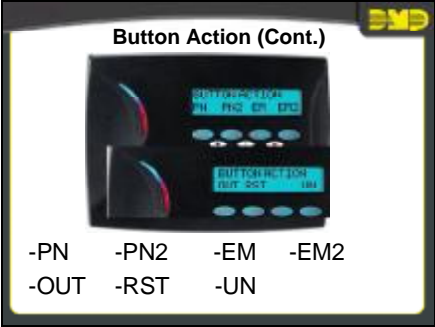 DMP
Button Action (Cont.)
BUTTON ACTION
PN PN2 EM EM2
BUTTON ACTION
OUT RST UN
-PN -PN2 -EM -EM2
-OUT -RST -UN